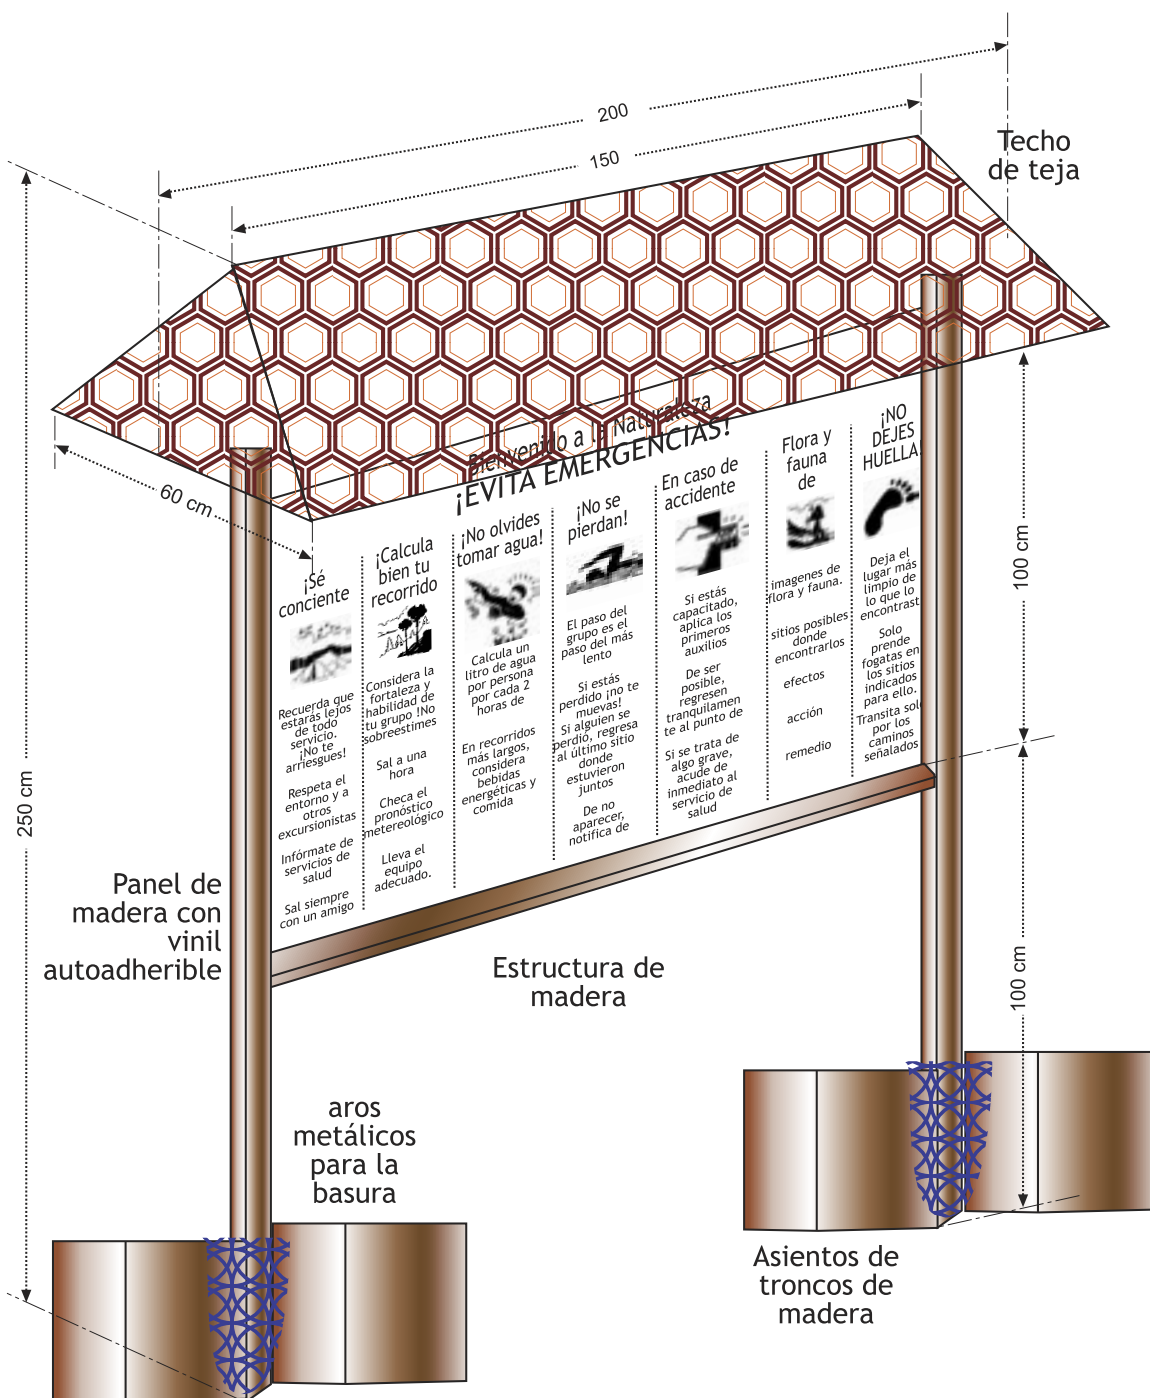 200
150
Techo
de teja
60 cm
250 cm
100 cm
100 cm
Bienvenido a la Naturaleza
¡EVITA EMERGENCIAS!
¡Sé
conciente
Recuerda que
estarás lejos
de todo
servicio.
¡No te
arriesgues!
Respeta el
entorno y a
otros
excursionistas
Infórmate de
servicios de
salud
Sal siempre
con un amigo
¡Calcula
bien tu
recorrido
Considera la
fortaleza y
habilidad de
tu grupo !No
sobreestimes
Sal a una
hora
Checa el
pronóstico
metereológico
Lleva el
equipo
adecuado.
¡No olvides
tomar agua!
Calcula un
litro de agua
por persona
por cada 2
horas de
En recorridos
más largos,
considera
bebidas
energéticas y
comida
¡No se
pierdan!
El paso del
grupo es el
paso del más
lento
Si estás
perdido ¡no te
muevas!
Si alguien se
perdió, regresa
al último sitio
donde
estuvieron
juntos
De no
aparecer,
notifica de
En caso de
accidente
Si estás
capacitado,
aplica los
primeros
auxilios
De ser
posible,
regresen
tranquilamen
te al punto de
Si se trata de
algo grave,
acude de
inmediato al
servicio de
salud
Flora y
fauna
de
imagenes de
flora y fauna.
sitios posibles
donde
encontrarlos
efectos
acción
remedio
¡NO
DEJES
HUELLA!
Deja el
lugar más
limpio de
lo que lo
encontrast
Solo
prende
fogatas en
los sitios
indicados
para ello.
Transita solo
por los
caminos
señalados
Panel de
madera con
vinil
autoadherible
Estructura de
madera
aros
metálicos
para la
basura
Asientos de
troncos de
madera